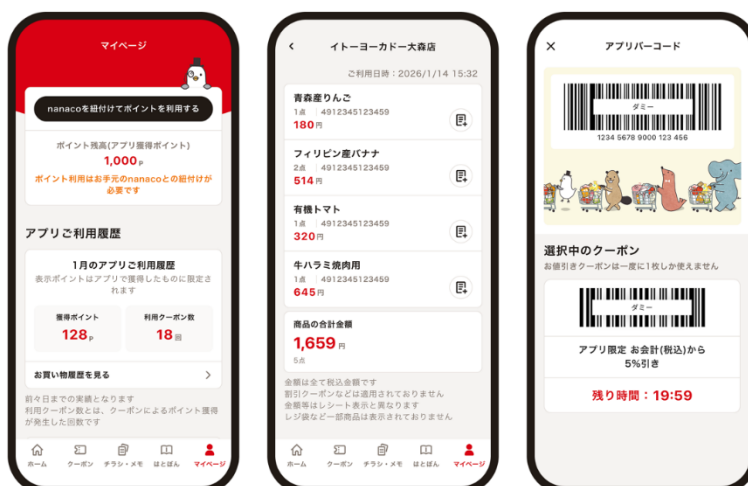 マイページ
nanacoを紐付けてポイントを利用する
ポイント残高(アプリ獲得ポイント)
1,000 P
ポイント利用はお手元のnanacoとの紐付けが
必要です
アプリご利用履歴
1月のアプリご利用履歴
表示ポイントはアプリで獲得したものに限定さ
れます
獲得ポイント
128 P
利用クーポン数
18 回
お買い物履歴を見る
前々日までの実績となります
利用クーポン数とは、クーポンによるポイント獲得
が発生した回数です
ホーム
クーポン
チラシ・メモ
はとぼん
マイページ
イトーヨーカドー大森店
ご利用日時：2026/1/14 15:32
青森産りんご
1点 4912345123459
180円
フィリピン産バナナ
2点 4912345123459
514円
有機トマト
1点 4912345123459
320円
牛ハラミ焼肉用
1点 4912345123459
645円
商品の合計金額
1,659 円
5点
金額は全て税込金額です
割引クーポンなどは適用されておりません
金額等はレシート表示と異なります
レジ袋など一部商品は表示されておりません
ホーム
クーポン
チラシ・メモ
はとぼん
マイページ
アプリバーコード
ダミー
1234 5678 9000 123 456
選択中のクーポン
お値引きクーポンは一度に1枚しか使えません
ダミー
アプリ限定 お会計(税込)から
5%引き
残り時間：19:59